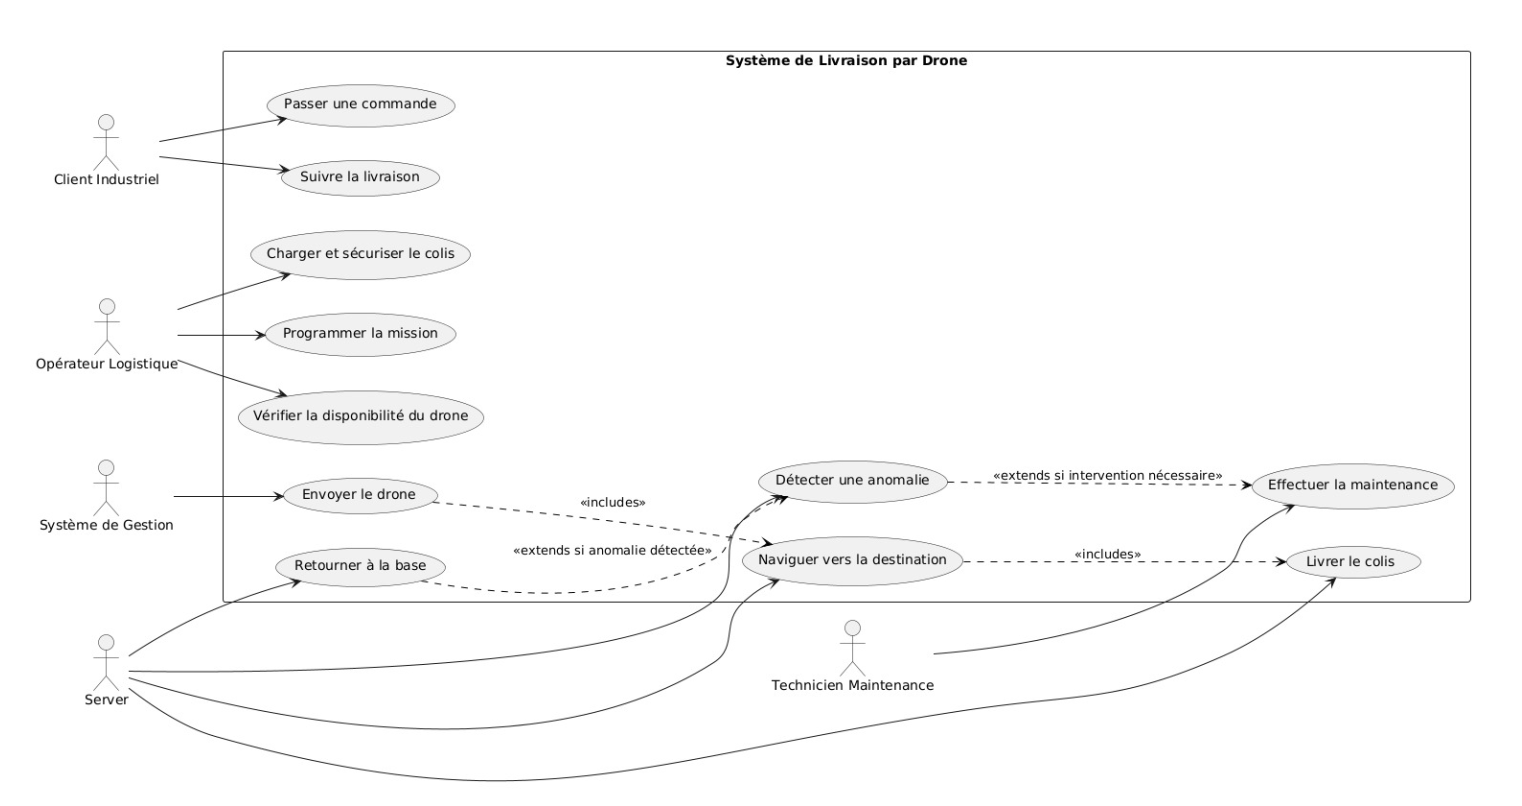 Système de Livraison par Drone
Passer une commande
Client Industriel
Suivre la livraison
Charger et sécuriser le colis
Programmer la mission
Opérateur Logistique
Vérifier la disponibilité du drone
Détecter une anomalie
«extends si intervention nécessaire»
Effectuer la maintenance
Envoyer le drone
«includes»
Système de Gestion
«extends si anomalie détectée»
Naviguer vers la destination
«includes»
Livrer le colis
Retourner à la base
Technicien Maintenance
Server